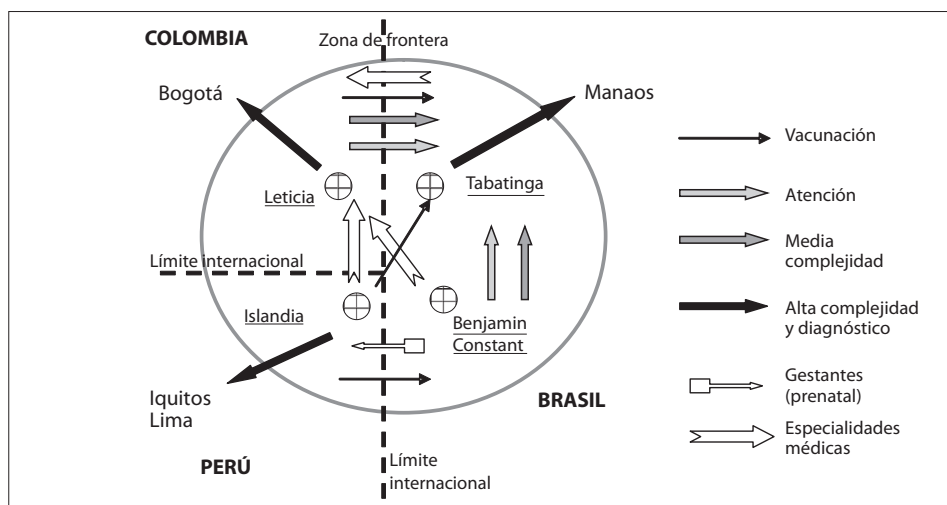 COLOMBIA
Zona de frontera
Bogotá
Manaos
Leticia
Tabatinga
Límite internacional
Islandia
Benjamin
Constant
Iquitos
Lima
BRASIL
PERÚ
Límite
internacional
Vacunación
Atención
Media
complejidad
Alta complejidad
y diagnóstico
Gestantes
(prenatal)
Especialidades
médicas